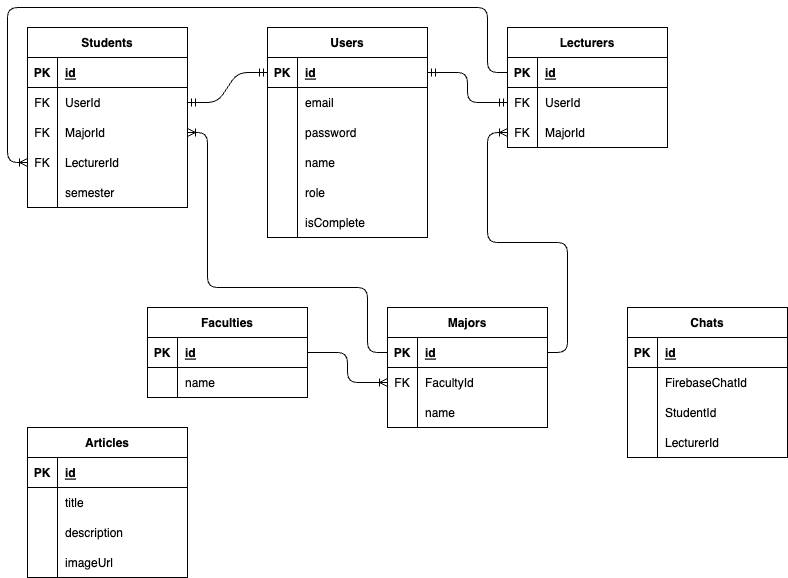 Students
PK id
FK UserId
FK MajorId
FK LecturerId
semester
Users
PK id
email
password
name
role
isComplete
Lecturers
PK id
FK UserId
FK MajorId
Faculties
PK id
name
Majors
PK id
FK FacultyId
name
Chats
PK id
FirebaseChatId
StudentId
LecturerId
Articles
PK id
title
description
imageUrl